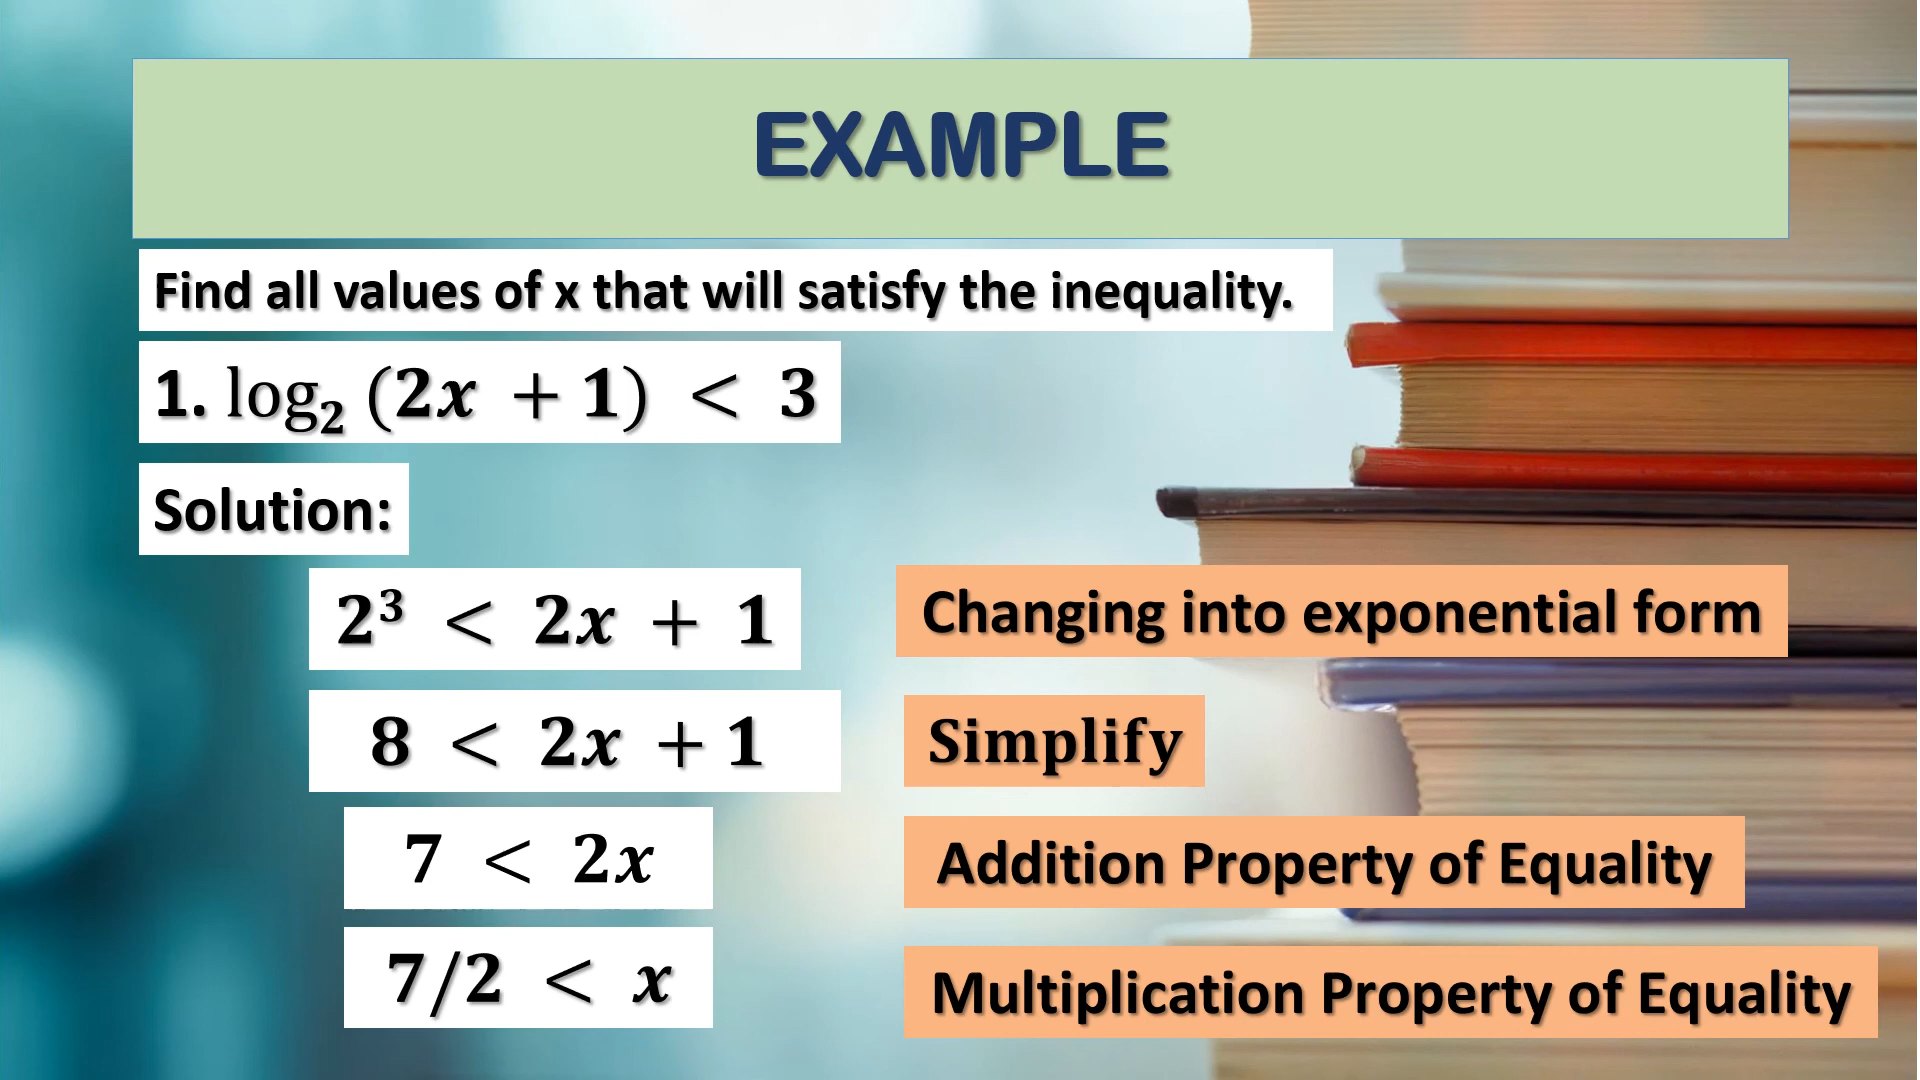 EXAMPLE
Find all values of x that will satisfy the inequality.
1. log₂ (2x + 1) < 3
Solution:
2³ < 2x + 1
Changing into exponential form
8 < 2x + 1
Simplify
7 < 2x
Addition Property of Equality
7/2 < x
Multiplication Property of Equality